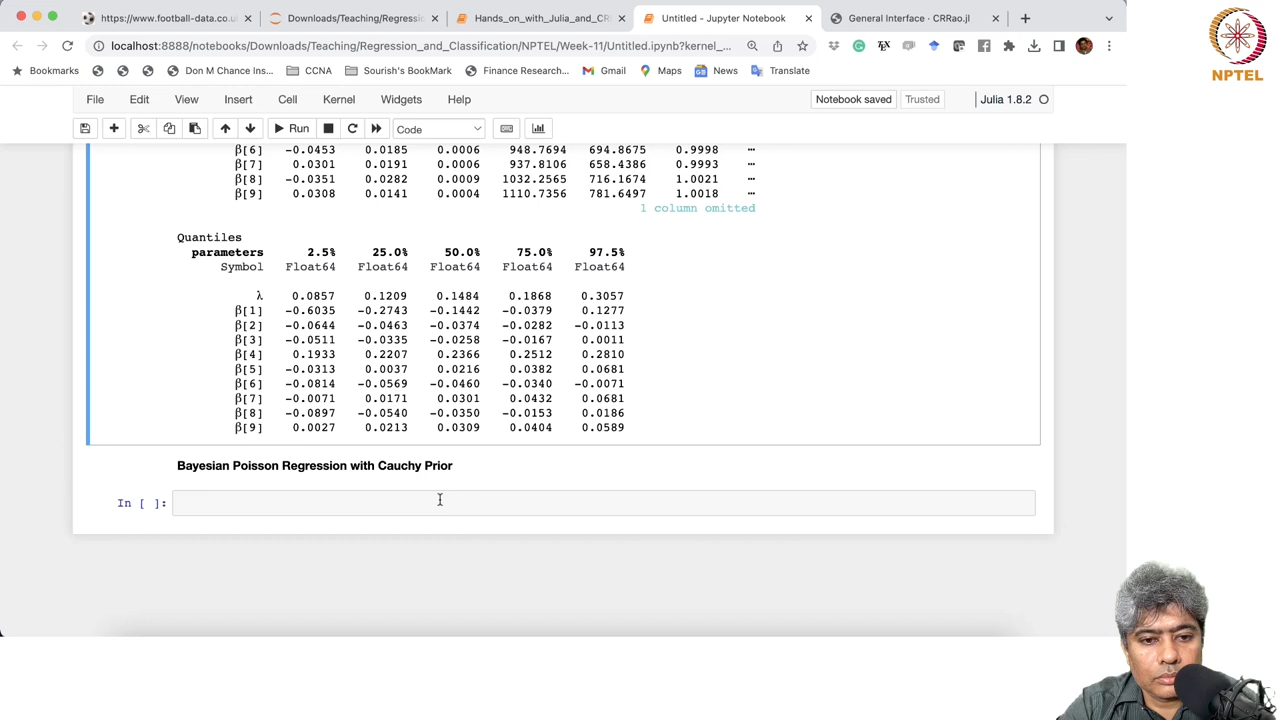 https://www.football-data.co.u
Downloads/Teaching/Regressi
Hands_on_with_Julia_and_CR
Untitled - Jupyter Notebook
General Interface · CRRao.jl
localhost:8888/notebooks/Downloads/Teaching/Regression_and_Classification/NPTEL/Week-11/Untitled.ipynb?kernel_...
Bookmarks Don M Chance Ins... CCNA Sourish's BookMark Finance Research... Gmail Maps News Translate
NPTEL
File Edit View Insert Cell Kernel Widgets Help Notebook saved Trusted Julia 1.8.2
Run Code
β[6] -0.0453 0.0185 0.0006 948.7694 694.8675 0.9998 ⋯
β[7] 0.0301 0.0191 0.0006 937.8106 658.4386 0.9993 ⋯
β[8] -0.0351 0.0282 0.0009 1032.2565 716.1674 1.0021 ⋯
β[9] 0.0308 0.0141 0.0004 1110.7356 781.6497 1.0018 ⋯
1 column omitted
Quantiles
parameters 2.5% 25.0% 50.0% 75.0% 97.5%
Symbol Float64 Float64 Float64 Float64 Float64
λ 0.0857 0.1209 0.1484 0.1868 0.3057
β[1] -0.6035 -0.2743 -0.1442 -0.0379 0.1277
β[2] -0.0644 -0.0463 -0.0374 -0.0282 -0.0113
β[3] -0.0511 -0.0335 -0.0258 -0.0167 0.0011
β[4] 0.1933 0.2207 0.2366 0.2512 0.2810
β[5] -0.0313 0.0037 0.0216 0.0382 0.0681
β[6] -0.0814 -0.0569 -0.0460 -0.0340 -0.0071
β[7] -0.0071 0.0171 0.0301 0.0432 0.0681
β[8] -0.0897 -0.0540 -0.0350 -0.0153 0.0186
β[9] 0.0027 0.0213 0.0309 0.0404 0.0589
Bayesian Poisson Regression with Cauchy Prior
In [ ]: